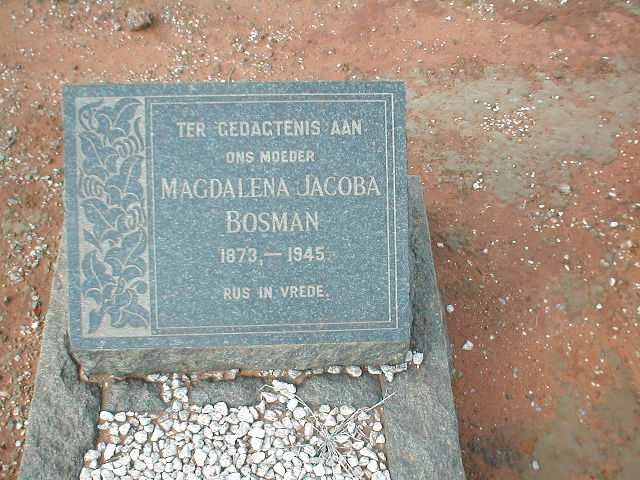 TER GEDAGTENIS AAN
ONS MOEDER
MAGDALENA JACOBA
BOSMAN
1873,—1945.
RUS IN VREDE.